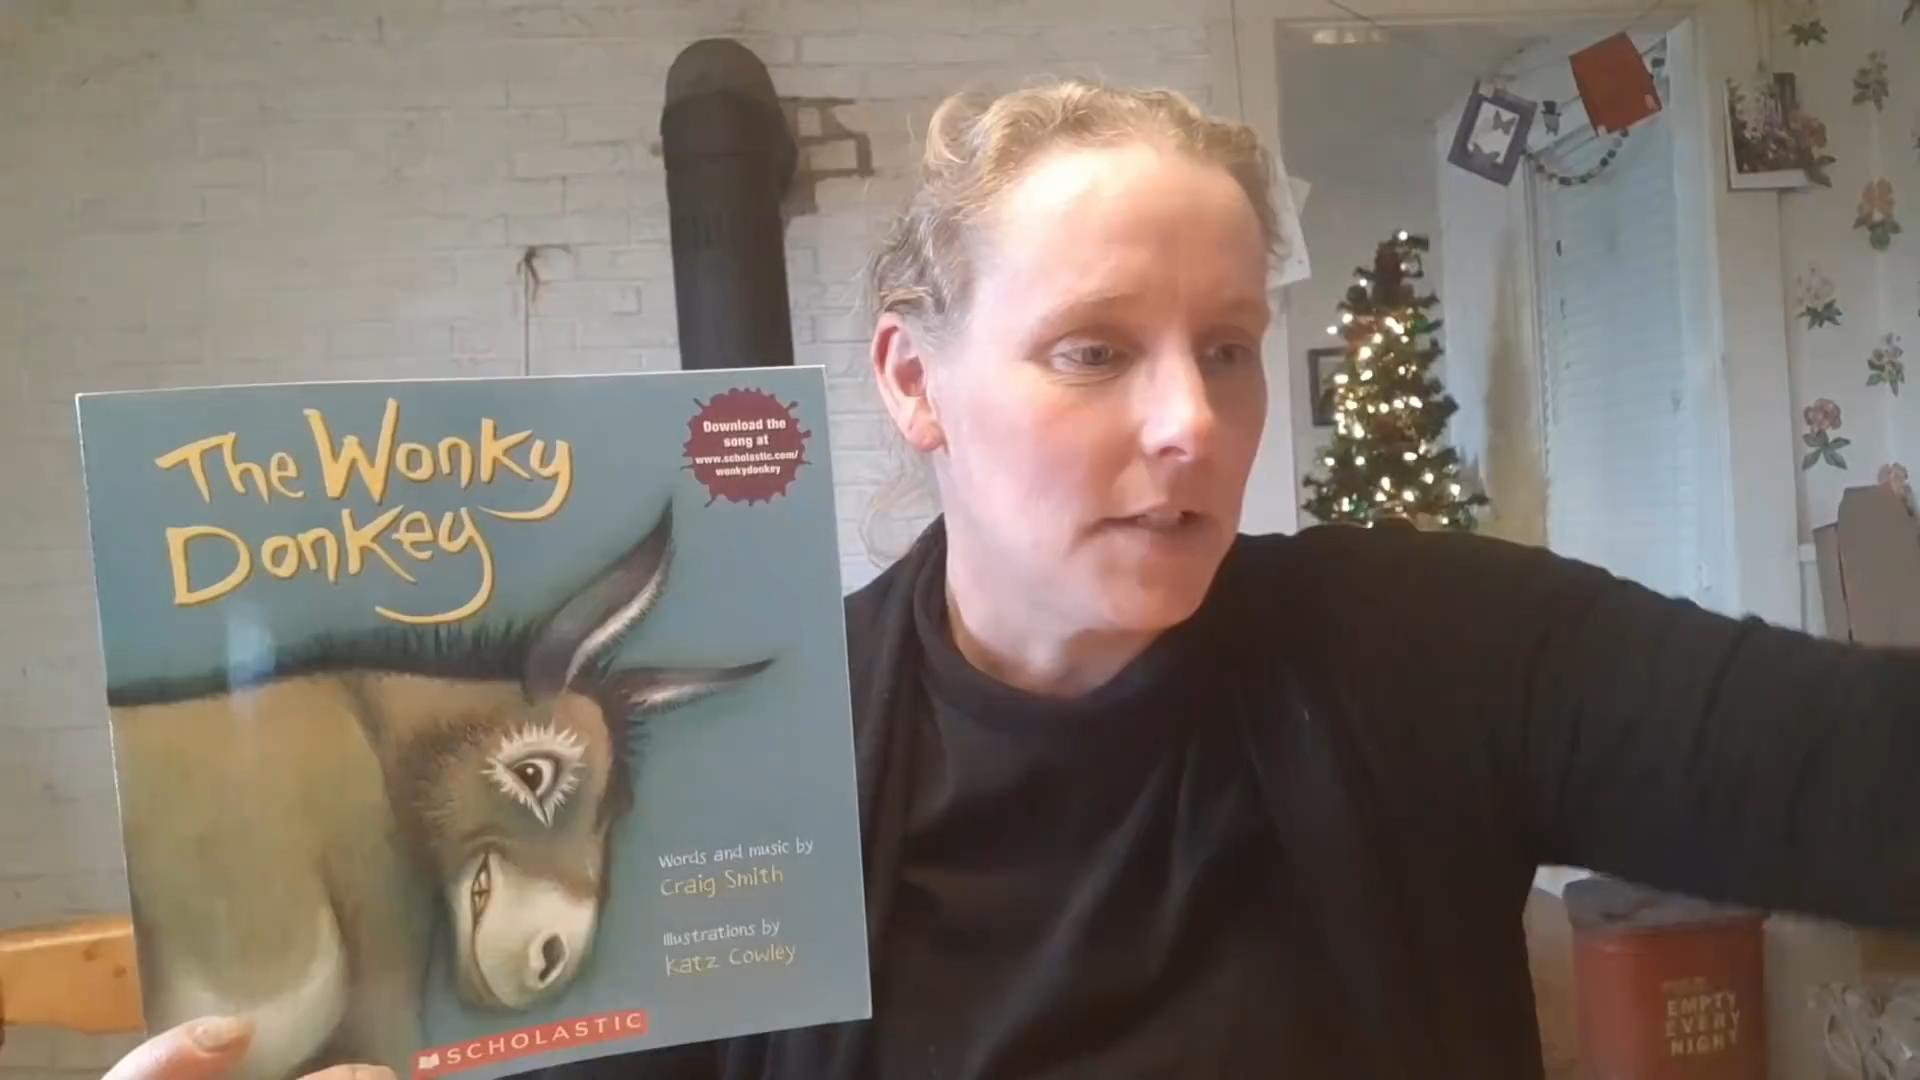 The Wonky
Donkey
Download the
song at
www.scholastic.com/
wonkydonkey
Words and music by
Craig Smith
Illustrations by
Katz Cowley
SCHOLASTIC
EMPTY
EVERY
NIGHT